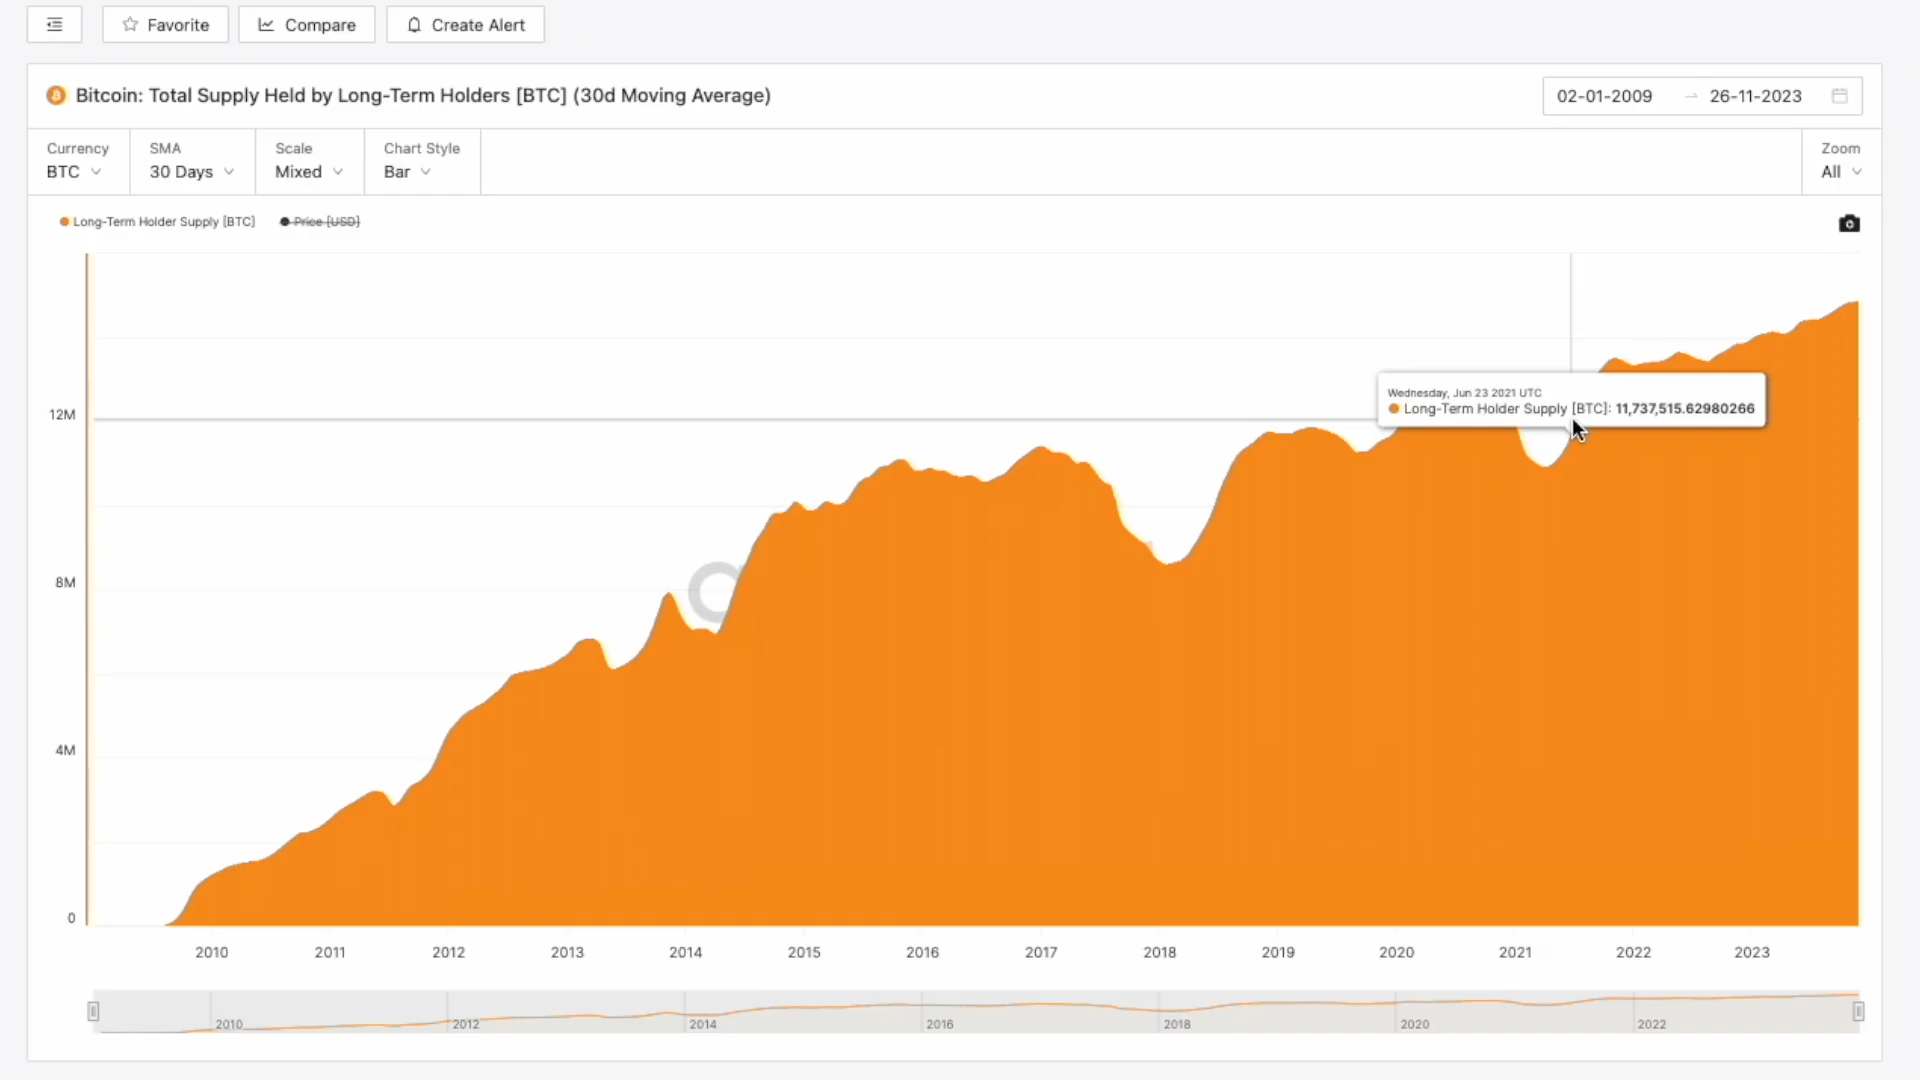 Favorite
Compare
Create Alert
Bitcoin: Total Supply Held by Long-Term Holders [BTC] (30d Moving Average)
02-01-2009 → 26-11-2023
Currency
BTC
SMA
30 Days
Scale
Mixed
Chart Style
Bar
Zoom
All
Long-Term Holder Supply [BTC]
Price [USD]
12M
8M
4M
0
Wednesday, Jun 23 2021 UTC
Long-Term Holder Supply [BTC]: 11,737,515.62980266
2010 2011 2012 2013 2014 2015 2016 2017 2018 2019 2020 2021 2022 2023
2010 2012 2014 2016 2018 2020 2022